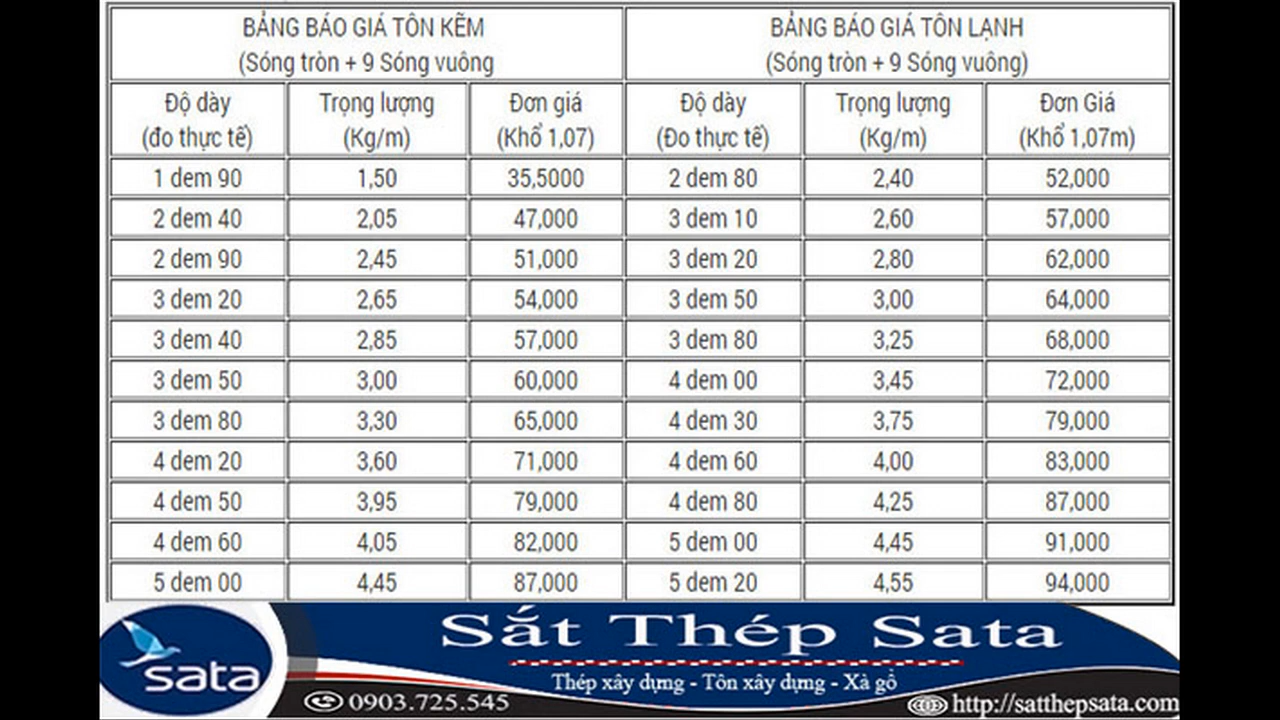 BẢNG BÁO GIÁ TÔN KẼM
(Sóng tròn + 9 Sóng vuông
BẢNG BÁO GIÁ TÔN LẠNH
(Sóng tròn + 9 Sóng vuông)
Độ dày (đo thực tế) Trọng lượng (Kg/m) Đơn giá (Khổ 1,07) Độ dày (Đo thực tế) Trọng lượng (Kg/m) Đơn Giá (Khổ 1,07m)
1 dem 90 1,50 35,5000 2 dem 80 2,40 52,000
2 dem 40 2,05 47,000 3 dem 10 2,60 57,000
2 dem 90 2,45 51,000 3 dem 20 2,80 62,000
3 dem 20 2,65 54,000 3 dem 50 3,00 64,000
3 dem 40 2,85 57,000 3 dem 80 3,25 68,000
3 dem 50 3,00 60,000 4 dem 00 3,45 72,000
3 dem 80 3,30 65,000 4 dem 30 3,75 79,000
4 dem 20 3,60 71,000 4 dem 60 4,00 83,000
4 dem 50 3,95 79,000 4 dem 80 4,25 87,000
4 dem 60 4,05 82,000 5 dem 00 4,45 91,000
5 dem 00 4,45 87,000 5 dem 20 4,55 94,000
sata
Sắt Thép Sata
Thép xây dựng - Tôn xây dựng - Xà gồ
0903.725.545
http://satthepsata.com